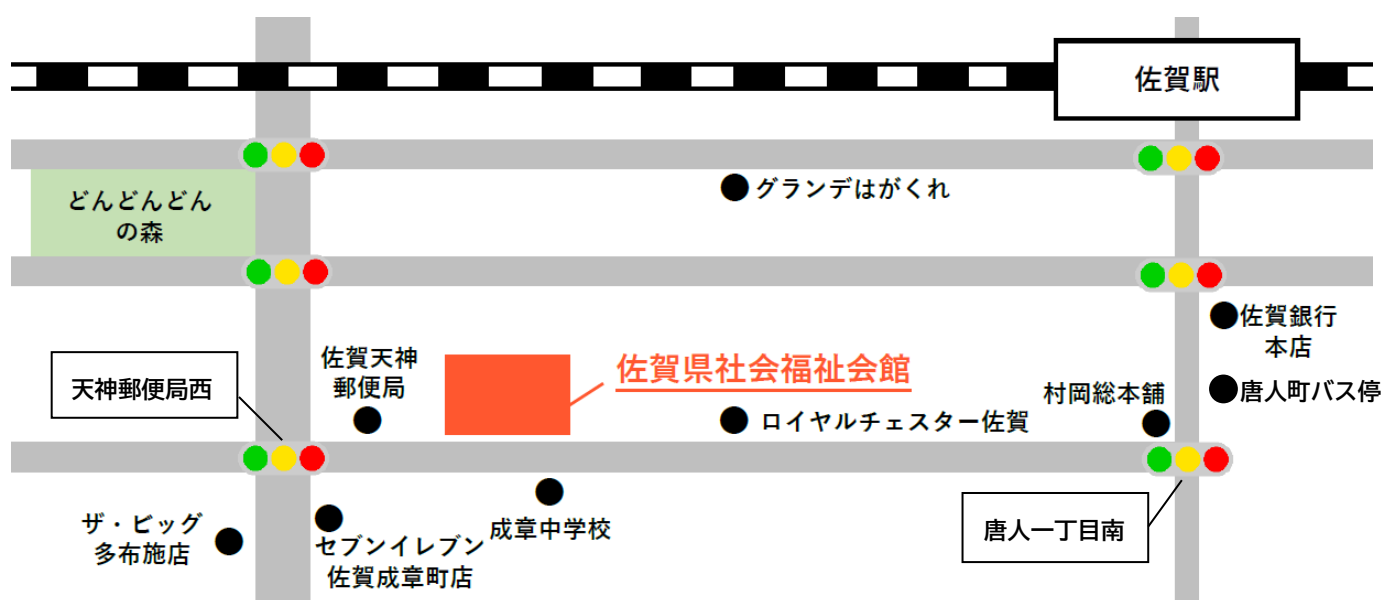 佐賀駅
どんどんどん
の森
グランデはがくれ
佐賀銀行
本店
佐賀天神
郵便局
佐賀県社会福祉会館
天神郵便局西
唐人町バス停
村岡総本舗
ロイヤルチェスター佐賀
ザ・ビッグ
多布施店
セブンイレブン
佐賀成章町店
成章中学校
唐人一丁目南